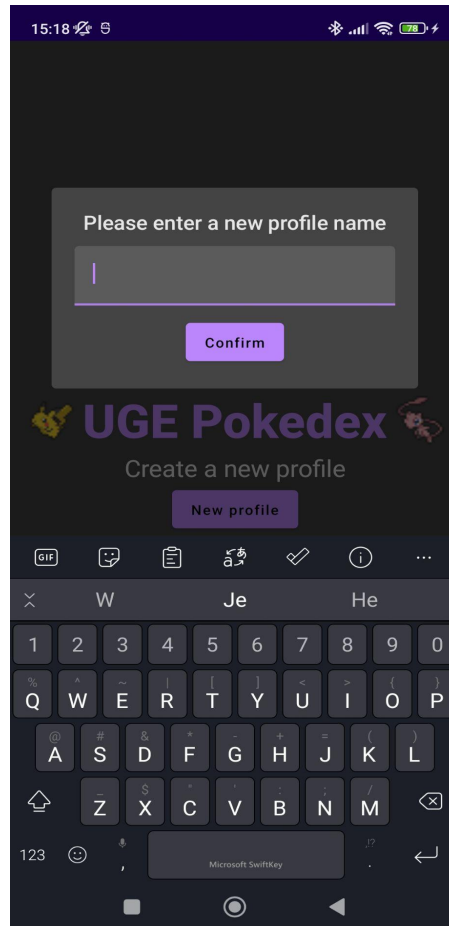 15:18
78
Please enter a new profile name
Confirm
UGE Pokedex
Create a new profile
New profile
GIF
あ
a
W Je He
1 2 3 4 5 6 7 8 9 0
% ^ ~ | [ ] < > { }
Q W E R T Y U I O P
@ # & * - + = ( )
A S D F G H J K L
_ $ " ' : ; /
Z X C V B N M
123 , Microsoft SwiftKey ,!? .